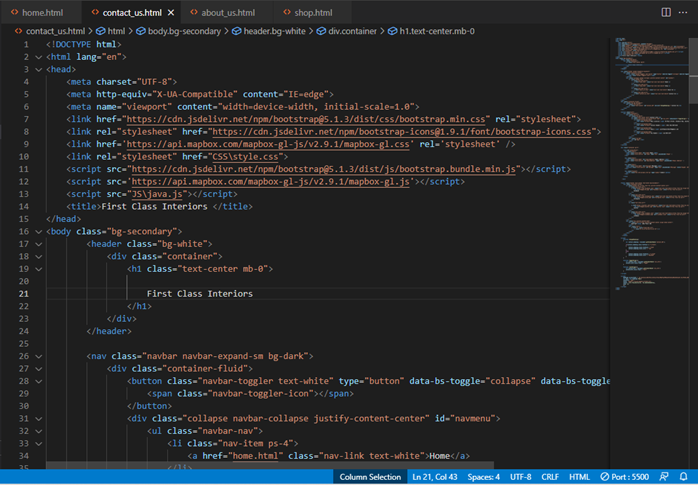 home.html contact_us.html about_us.html shop.html
contact_us.html > html > body.bg-secondary > header.bg-white > div.container > h1.text-center.mb-0
1 <!DOCTYPE html>
2 <html lang="en">
3 <head>
4 <meta charset="UTF-8">
5 <meta http-equiv="X-UA-Compatible" content="IE=edge">
6 <meta name="viewport" content="width=device-width, initial-scale=1.0">
7 <link href="https://cdn.jsdelivr.net/npm/bootstrap@5.1.3/dist/css/bootstrap.min.css" rel="stylesheet">
8 <link rel="stylesheet" href="https://cdn.jsdelivr.net/npm/bootstrap-icons@1.9.1/font/bootstrap-icons.css">
9 <link href='https://api.mapbox.com/mapbox-gl-js/v2.9.1/mapbox-gl.css' rel='stylesheet' />
10 <link rel="stylesheet" href="CSS\style.css">
11 <script src="https://cdn.jsdelivr.net/npm/bootstrap@5.1.3/dist/js/bootstrap.bundle.min.js"></script>
12 <script src='https://api.mapbox.com/mapbox-gl-js/v2.9.1/mapbox-gl.js'></script>
13 <script src="JS\java.js"></script>
14 <title>First Class Interiors </title>
15 </head>
16 <body class="bg-secondary">
17 <header class="bg-white">
18 <div class="container">
19 <h1 class="text-center mb-0">
20
21 First Class Interiors
22 </h1>
23 </div>
24 </header>
25
26 <nav class="navbar navbar-expand-sm bg-dark">
27 <div class="container-fluid">
28 <button class="navbar-toggler text-white" type="button" data-bs-toggle="collapse" data-bs-targe
29 <span class="navbar-toggler-icon"></span>
30 </button>
31 <div class="collapse navbar-collapse justify-content-center" id="navmenu">
32 <ul class="navbar-nav">
33 <li class="nav-item ps-4">
34 <a href="home.html" class="nav-link text-white">Home</a>
35 </li>
Column Selection Ln 21, Col 43 Spaces: 4 UTF-8 CRLF HTML Port : 5500